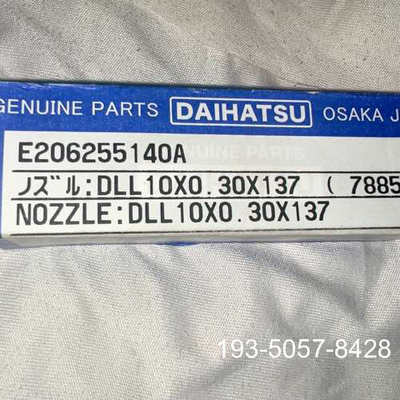 GENUINE PARTS DAIHATSU OSAKA J
E206255140A
ノズル:DLL10X0.30X137 ( 7885
NOZZLE:DLL10X0.30X137
193-5057-8428